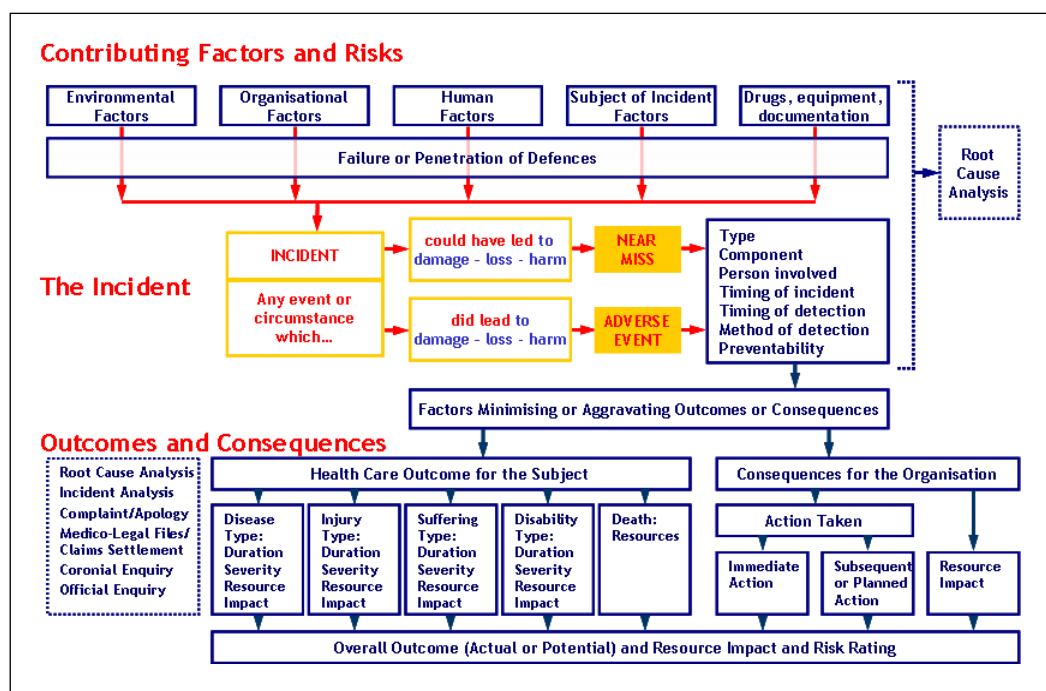 Contributing Factors and Risks
Environmental
Factors
Organisational
Factors
Human
Factors
Subject of Incident
Factors
Drugs, equipment,
documentation
Failure or Penetration of Defences
Root
Cause
Analysis
The Incident
INCIDENT
Any event or
circumstance
which...
could have led to
damage - loss - harm
NEAR
MISS
did lead to
damage - loss - harm
ADVERSE
EVENT
Type
Component
Person involved
Timing of incident
Timing of detection
Method of detection
Preventability
Factors Minimising or Aggravating Outcomes or Consequences
Outcomes and Consequences
Root Cause Analysis
Incident Analysis
Complaint/Apology
Medico-Legal Files/
Claims Settlement
Coronial Enquiry
Official Enquiry
Health Care Outcome for the Subject
Disease
Type:
Duration
Severity
Resource
Impact
Injury
Type:
Duration
Severity
Resource
Impact
Suffering
Type:
Duration
Severity
Resource
Impact
Disability
Type:
Duration
Severity
Resource
Impact
Death:
Resources
Consequences for the Organisation
Action Taken
Immediate
Action
Subsequent
or Planned
Action
Resource
Impact
Overall Outcome (Actual or Potential) and Resource Impact and Risk Rating